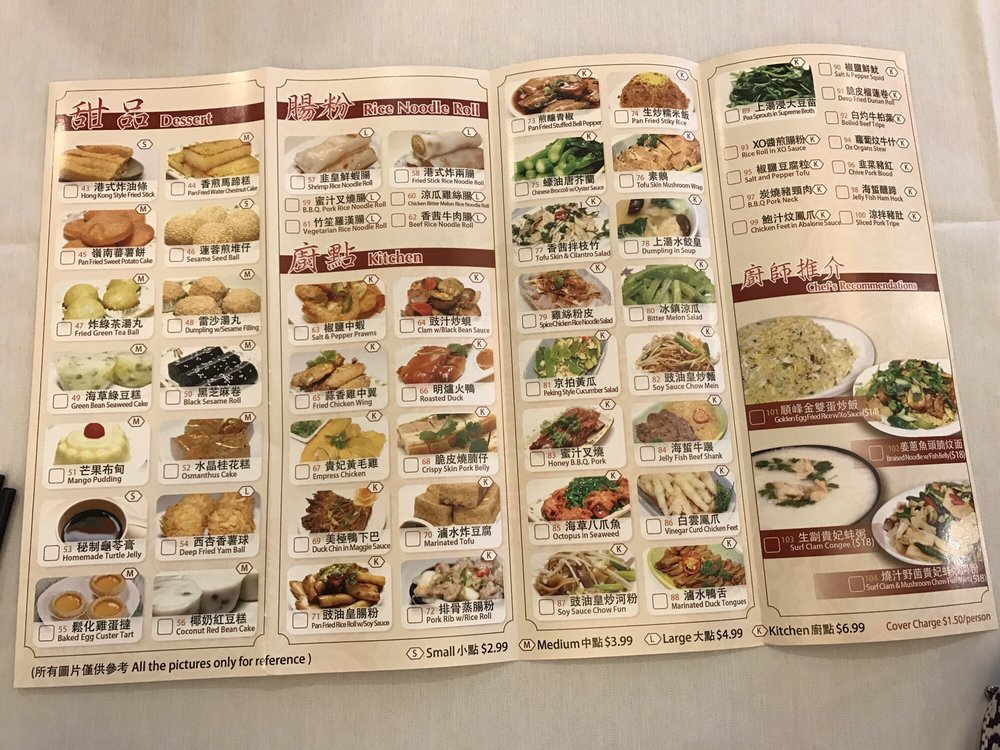 甜品 Dessert
S
43 港式炸油條
Hong Kong Style Fried Stick
M
44 香煎馬蹄糕
Pan Fried Water Chestnut Cake
M
45 嶺南蕃薯餅
Pan Fried Sweet Potato Cake
S
46 蓮蓉煎堆仔
Sesame Seed Ball
M
47 炸綠茶湯丸
Fried Green Tea Ball
M
48 雷沙湯丸
Dumpling w/Sesame Filling
M
49 海草綠豆糕
Green Bean Seaweed Cake
M
50 黑芝麻卷
Black Sesame Roll
M
51 芒果布甸
Mango Pudding
M
52 水晶桂花糕
Osmanthus Cake
S
53 秘制龜苓膏
Homemade Turtle Jelly
L
54 西杏香薯球
Deep Fried Yam Ball
M
55 鬆化雞蛋撻
Baked Egg Custer Tart
M
56 椰奶紅豆糕
Coconut Red Bean Cake
腸粉 Rice Noodle Roll
L
57 韭皇鮮蝦腸
Shrimp Rice Noodle Roll
L
58 港式炸兩腸
Fried Stick Rice Noodle Roll
59 蜜汁叉燒腸 L
B.B.Q. Pork Rice Noodle Roll
60 涼瓜雞絲腸 L
Chicken Bitter Melon Rice Noodle Roll
61 竹笙羅漢腸 L
Vegetarian Rice Noodle Roll
62 香茜牛肉腸 L
Beef Rice Noodle Roll
廚點 Kitchen
K
63 椒鹽中蝦
Salt & Pepper Prawns
K
64 豉汁炒蜆
Clam w/Black Bean Sauce
K
65 蒜香雞中翼
Fried Chicken Wing
K
66 明爐火鴨
Roasted Duck
K
67 貴妃黃毛雞
Empress Chicken
K
68 脆皮燒腩仔
Crispy Skin Pork Belly
K
69 美極鴨下巴
Duck Chin in Maggie Sauce
K
70 滷水炸豆腐
Marinated Tofu
K
71 豉油皇腸粉
Pan Fried Rice Roll w/Soy Sauce
K
72 排骨蒸腸粉
Pork Rib w/Rice Roll
K
73 煎釀青椒
Pan Fried Stuffed Bell Pepper
K
74 生炒糯米飯
Pan Fried Stiky Rice
K
75 蠔油唐芥蘭
Chinese Broccoli w/Oyster Sauce
K
76 素鵝
Tofu Skin Mushroom Wrap
K
77 香茜拌枝竹
Tofu Skin & Cilantro Salad
K
78 上湯水餃皇
Dumpling in Soup
K
79 雞絲粉皮
Spice Chicken Rice Noodle Salad
K
80 冰鎮涼瓜
Bitter Melon Salad
K
81 京拍黃瓜
Peking Style Cucumber Salad
K
82 豉油皇炒麵
Soy Sauce Chow Mein
K
83 蜜汁叉燒
Honey B.B.Q. Pork
K
84 海蜇牛𦟌
Jelly Fish Beef Shank
K
85 海草八爪魚
Octopus in Seaweed
K
86 白雲鳳爪
Vinegar Curd Chicken Feet
K
87 豉油皇炒河粉
Soy Sauce Chow Fun
K
88 滷水鴨舌
Marinated Duck Tongues
K
89 上湯浸大豆苗
Pea Sprouts in Supreme Broth
90 椒鹽鮮魷 K
Salt & Pepper Squid
91 脆皮榴蓮卷 K
Deep Fried Durian Roll
92 白灼牛柏葉 K
Boiled Beef Tripe
93 XO醬煎腸粉 K
Rice Roll in XO Sauce
94 蘿蔔炆牛什 K
Ox Organs Stew
95 椒鹽豆腐粒 K
Salt and Pepper Tofu
96 韭菜豬紅 K
Chive Pork Blood
97 炭燒豬頸肉 K
B.B.Q. Pork Neck
98 海蜇醺蹄 K
Jelly Fish Ham Hock
99 鮑汁炆鳳爪 K
Chicken Feet in Abalone Sauce
100 涼拌豬肚 K
Sliced Pork Tripe
廚師推介
Chef's Recommendations
101 順峰金雙蛋炒飯
Golden Egg Fried Rice w/Xo Sauce($14)
102 姜蔥魚頭腩炆面
Braised Noodle w/Fish belly($18)
103 生劏貴妃蚌粥
Surf Clam Congee ($18)
104 燒汁野菌貴妃蚌炒粉
Surf Clam & Mushroom Chow Fun
(所有圖片僅供參考 All the pictures only for reference )
S Small 小點 $2.99 M Medium 中點 $3.99 L Large 大點 $4.99 K Kitchen 廚點 $6.99 Cover Charge $1.50/person